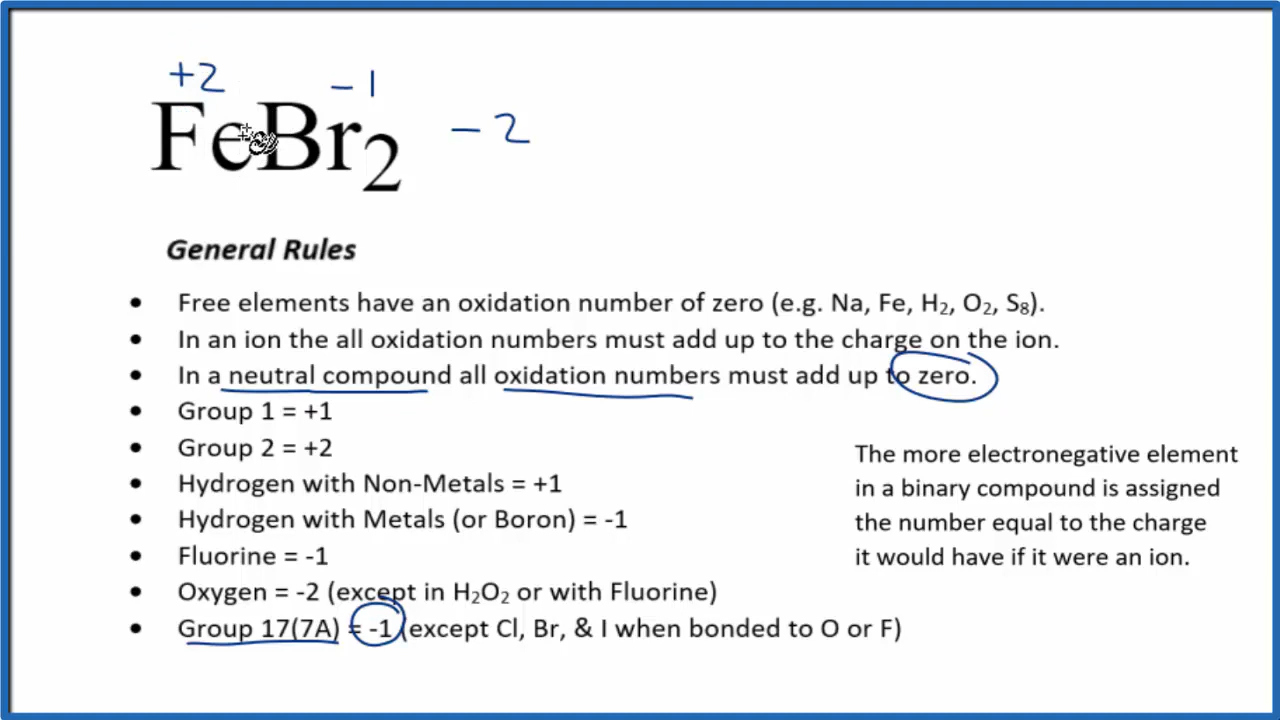 +2 -1
FeBr₂ -2
General Rules
• Free elements have an oxidation number of zero (e.g. Na, Fe, H₂, O₂, S₈).
• In an ion the all oxidation numbers must add up to the charge on the ion.
• In a neutral compound all oxidation numbers must add up to zero.
• Group 1 = +1
• Group 2 = +2
• Hydrogen with Non-Metals = +1
• Hydrogen with Metals (or Boron) = -1
• Fluorine = -1
• Oxygen = -2 (except in H₂O₂ or with Fluorine)
• Group 17(7A) = -1 (except Cl, Br, & I when bonded to O or F)
The more electronegative element
in a binary compound is assigned
the number equal to the charge
it would have if it were an ion.